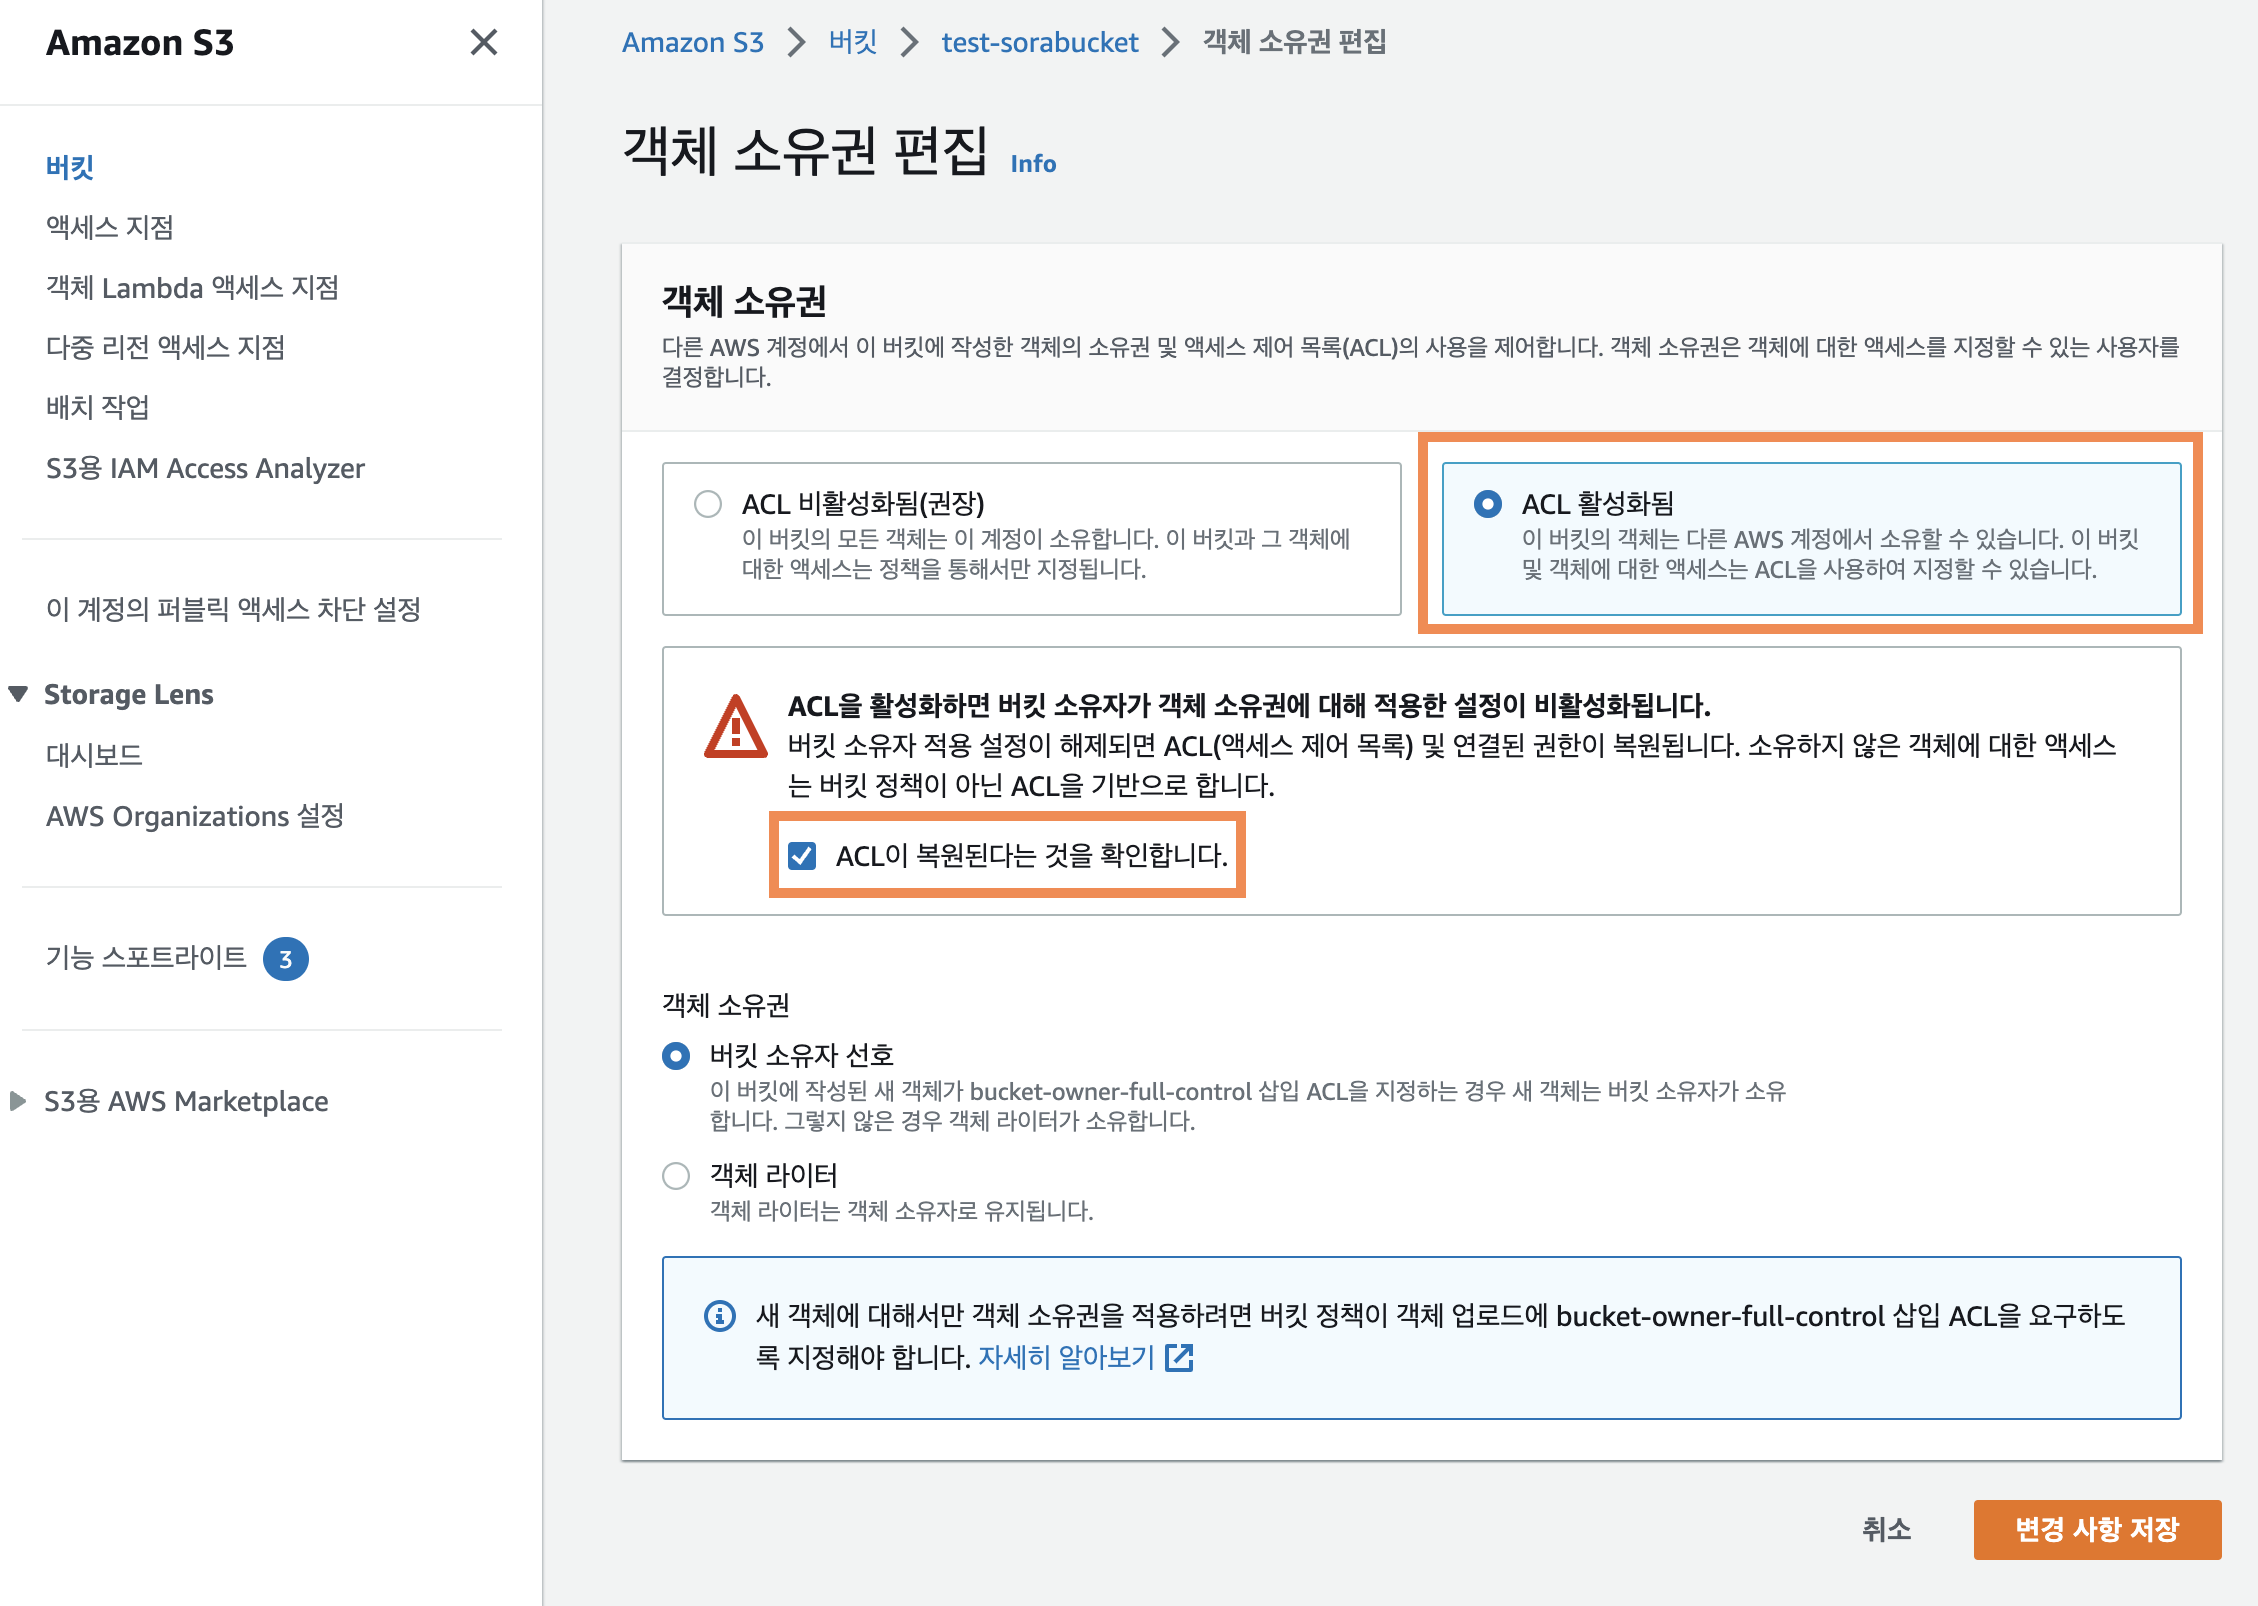 Amazon S3
버킷
액세스 지점
객체 Lambda 액세스 지점
다중 리전 액세스 지점
배치 작업
S3용 IAM Access Analyzer
이 계정의 퍼블릭 액세스 차단 설정
Storage Lens
대시보드
AWS Organizations 설정
기능 스포트라이트 3
S3용 AWS Marketplace
Amazon S3 > 버킷 > test-sorabucket > 객체 소유권 편집
객체 소유권 편집 Info
객체 소유권
다른 AWS 계정에서 이 버킷에 작성한 객체의 소유권 및 액세스 제어 목록(ACL)의 사용을 제어합니다. 객체 소유권은 객체에 대한 액세스를 지정할 수 있는 사용자를
결정합니다.
ACL 비활성화됨(권장)
이 버킷의 모든 객체는 이 계정이 소유합니다. 이 버킷과 그 객체에
대한 액세스는 정책을 통해서만 지정됩니다.
ACL 활성화됨
이 버킷의 객체는 다른 AWS 계정에서 소유할 수 있습니다. 이 버킷
및 객체에 대한 액세스는 ACL을 사용하여 지정할 수 있습니다.
ACL을 활성화하면 버킷 소유자가 객체 소유권에 대해 적용한 설정이 비활성화됩니다.
버킷 소유자 적용 설정이 해제되면 ACL(액세스 제어 목록) 및 연결된 권한이 복원됩니다. 소유하지 않은 객체에 대한 액세스
는 버킷 정책이 아닌 ACL을 기반으로 합니다.
ACL이 복원된다는 것을 확인합니다.
객체 소유권
버킷 소유자 선호
이 버킷에 작성된 새 객체가 bucket-owner-full-control 삽입 ACL을 지정하는 경우 새 객체는 버킷 소유자가 소유
합니다. 그렇지 않은 경우 객체 라이터가 소유합니다.
객체 라이터
객체 라이터는 객체 소유자로 유지됩니다.
새 객체에 대해서만 객체 소유권을 적용하려면 버킷 정책이 객체 업로드에 bucket-owner-full-control 삽입 ACL을 요구하도
록 지정해야 합니다. 자세히 알아보기
취소
변경 사항 저장